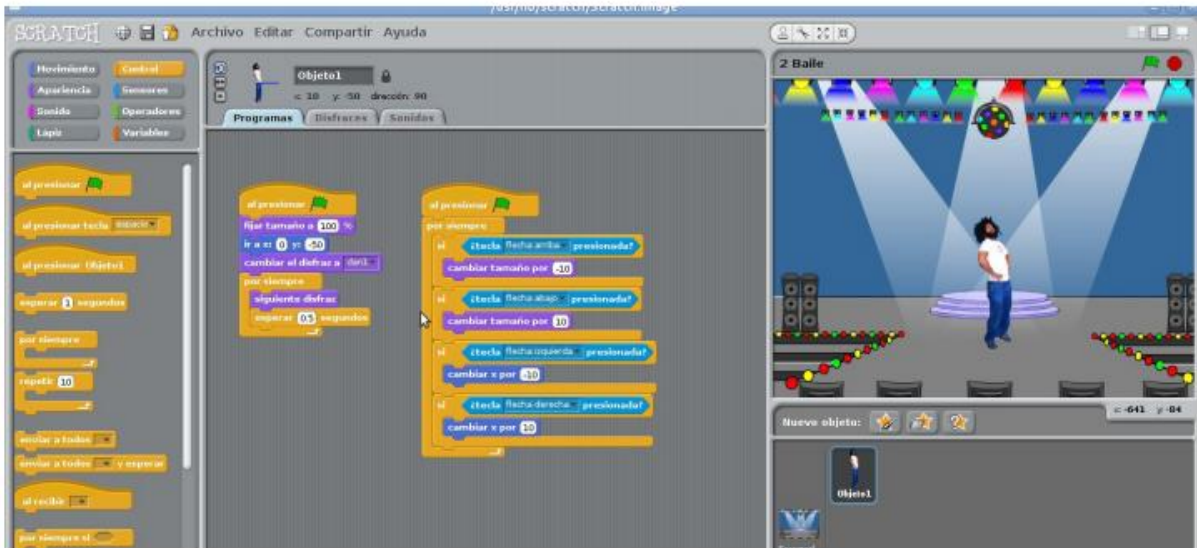 /usr/lib/scratch/Scratch.image
SCRATCH Archivo Editar Compartir Ayuda
Movimiento Control
Apariencia Sensores
Sonido Operadores
Lápiz Variables
al presionar
al presionar tecla espacio
al presionar Objeto1
esperar 1 segundos
por siempre
repetir 10
enviar a todos
enviar a todos y esperar
al recibir
por siempre si
Objeto1
x: 10 y: -50 dirección: 90
Programas Disfraces Sonidos
al presionar
fijar tamaño a 100 %
ir a x: 0 y: -50
cambiar el disfraz a
por siempre
siguiente disfraz
esperar 0.5 segundos
al presionar
por siempre
si ¿tecla flecha arriba presionada?
cambiar tamaño por -10
si ¿tecla flecha abajo presionada?
cambiar tamaño por 10
si ¿tecla flecha izquierda presionada?
cambiar x por -10
si ¿tecla flecha derecha presionada?
cambiar x por 10
2 Baile
x: -641 y: -84
Nuevo objeto:
Objeto1